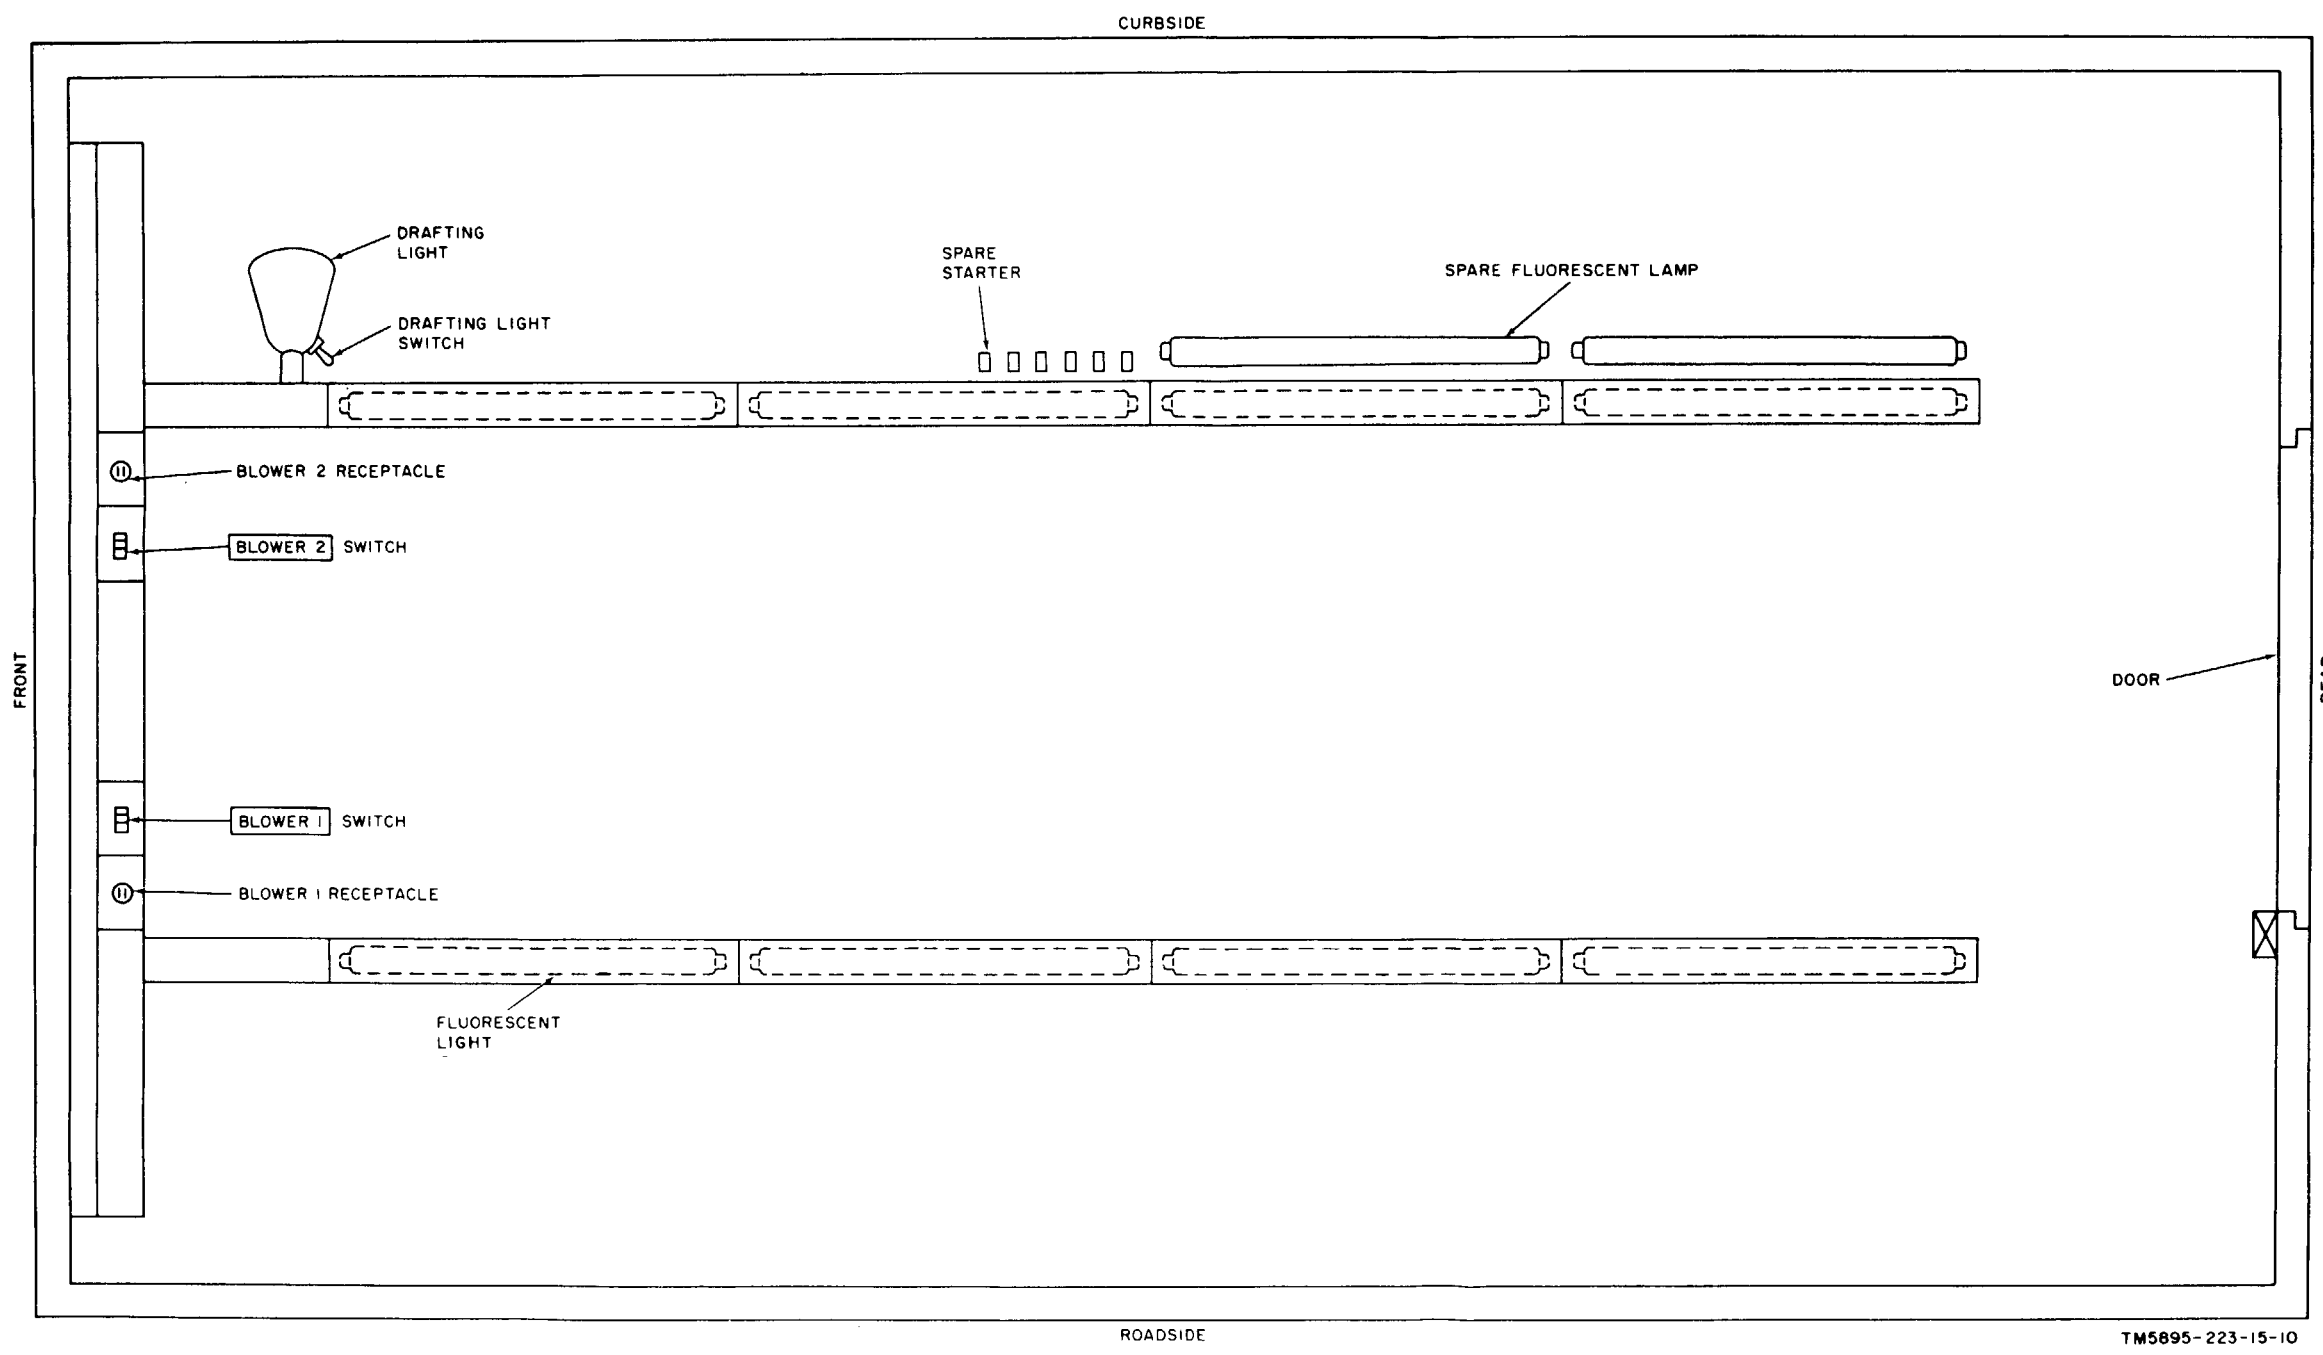 CURBSIDE
DRAFTING
LIGHT
SPARE
STARTER
SPARE FLUORESCENT LAMP
DRAFTING LIGHT
SWITCH
BLOWER 2 RECEPTACLE
BLOWER 2 SWITCH
FRONT
DOOR
BLOWER 1 SWITCH
BLOWER 1 RECEPTACLE
FLUORESCENT
LIGHT
ROADSIDE
TM5895-223-15-10